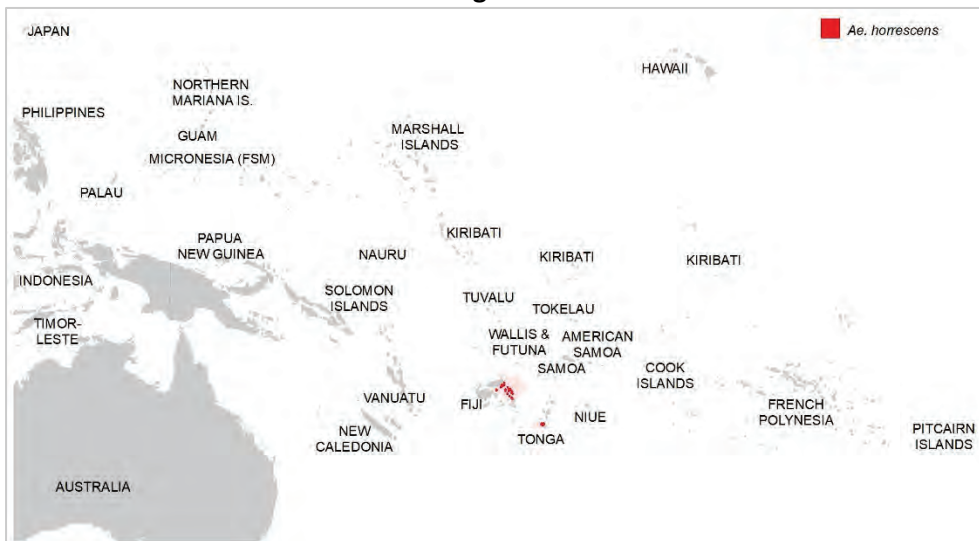 g
JAPAN
Ae. horrescens
HAWAII
NORTHERN
MARIANA IS.
PHILIPPINES
GUAM
MARSHALL
ISLANDS
MICRONESIA (FSM)
PALAU
KIRIBATI
PAPUA
NEW GUINEA
NAURU
KIRIBATI
KIRIBATI
INDONESIA
SOLOMON
ISLANDS
TUVALU
TOKELAU
TIMOR-
LESTE
WALLIS &
FUTUNA
AMERICAN
SAMOA
SAMOA
COOK
ISLANDS
VANUATU
FIJI
NIUE
FRENCH
POLYNESIA
NEW
CALEDONIA
TONGA
PITCAIRN
ISLANDS
AUSTRALIA